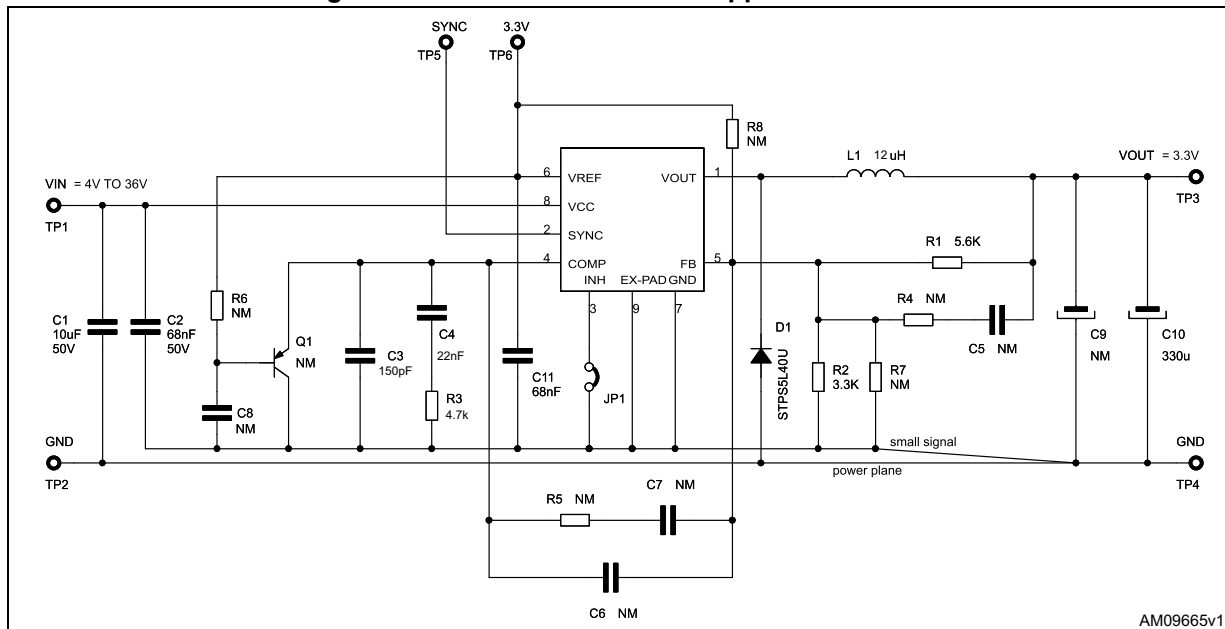 SYNC
TP5
3.3V
TP6
R8
NM
L1 12 uH
VOUT = 3.3V
TP3
VIN = 4V TO 36V
TP1
6 VREF
VOUT 1
8 VCC
2 SYNC
4 COMP
FB 5
INH EX-PAD GND
3 9 7
R1 5.6K
R4 NM
C5 NM
R6
NM
C1
10uF
50V
C2
68nF
50V
Q1
NM
C3
150pF
C4
22nF
R3
4.7k
C11
68nF
JP1
D1
STPS5L40U
R2
3.3K
R7
NM
C9
NM
C10
330u
C8
NM
GND
TP2
small signal
power plane
GND
TP4
R5 NM
C7 NM
C6 NM
AM09665v1